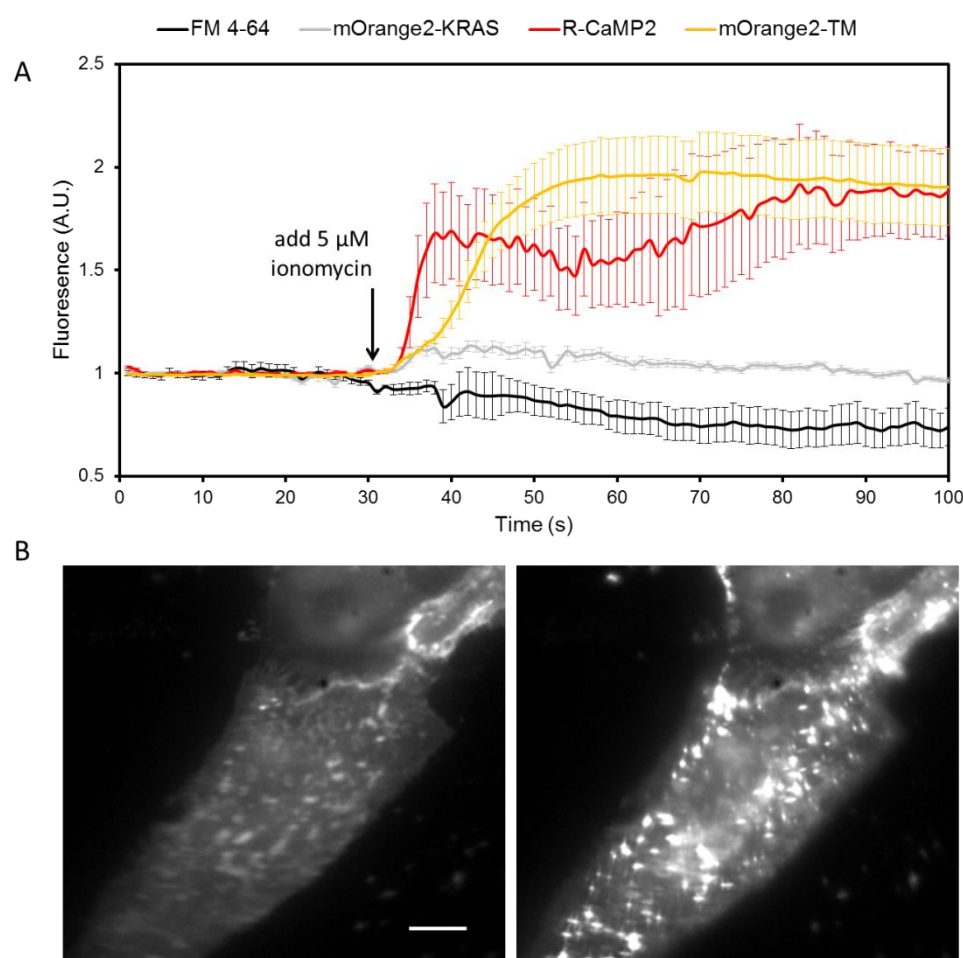 FM 4-64 mOrange2-KRAS R-CaMP2 mOrange2-TM
A
2.5
2
1.5
1
0.5
Fluoresence (A.U.)
add 5 µM
ionomycin
0 10 20 30 40 50 60 70 80 90 100
Time (s)
B